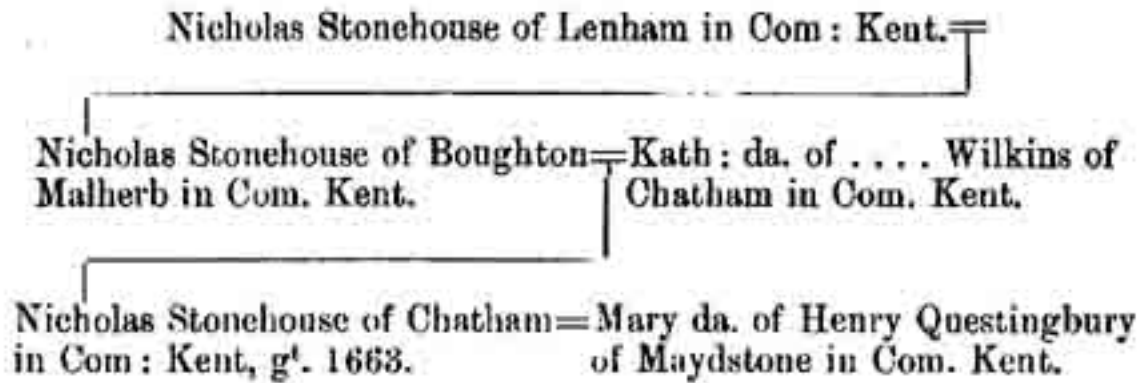 Nicholas Stonehouse of Lenham in Com : Kent.=
Nicholas Stonehouse of Boughton=Kath : da. of . . . . Wilkins of
Malherb in Com. Kent. Chatham in Com. Kent.
Nicholas Stonehouse of Chatham=Mary da. of Henry Questingbury
in Com : Kent, gᵗ. 1663. of Maydstone in Com. Kent.